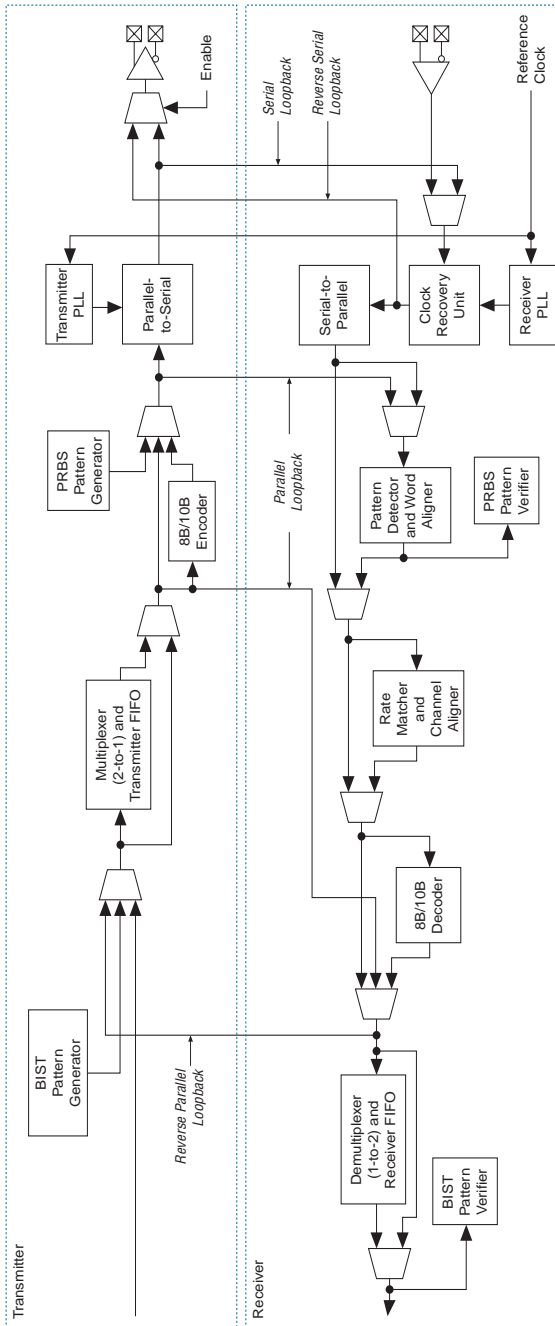 Transmitter
BIST
Pattern
Generator
Multiplexer
(2-to-1) and
Transmitter FIFO
PRBS
Pattern
Generator
8B/10B
Encoder
Transmitter
PLL
Parallel-
to-Serial
Enable
Reverse Parallel
Loopback
Parallel
Loopback
Serial
Loopback
Reverse Serial
Loopback
Receiver
BIST
Pattern
Verifier
Demultiplexer
(1-to-2) and
Receiver FIFO
8B/10B
Decoder
Rate
Matcher
and
Channel
Aligner
Pattern
Detector
and Word
Aligner
PRBS
Pattern
Verifier
Serial-to-
Parallel
Clock
Recovery
Unit
Receiver
PLL
Reference
Clock